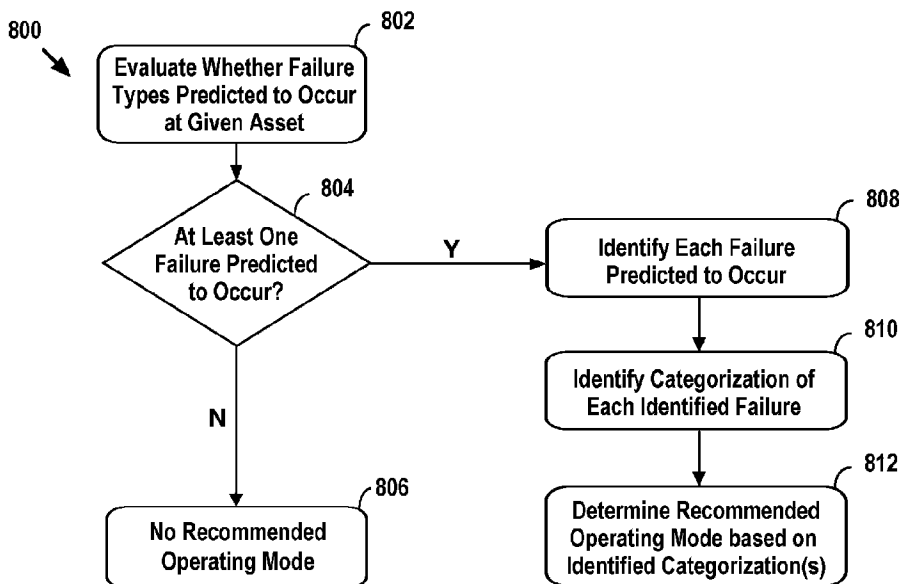 800
802
Evaluate Whether Failure
Types Predicted to Occur
at Given Asset
804
At Least One
Failure Predicted
to Occur?
Y
N
806
No Recommended
Operating Mode
808
Identify Each Failure
Predicted to Occur
810
Identify Categorization of
Each Identified Failure
812
Determine Recommended
Operating Mode based on
Identified Categorization(s)